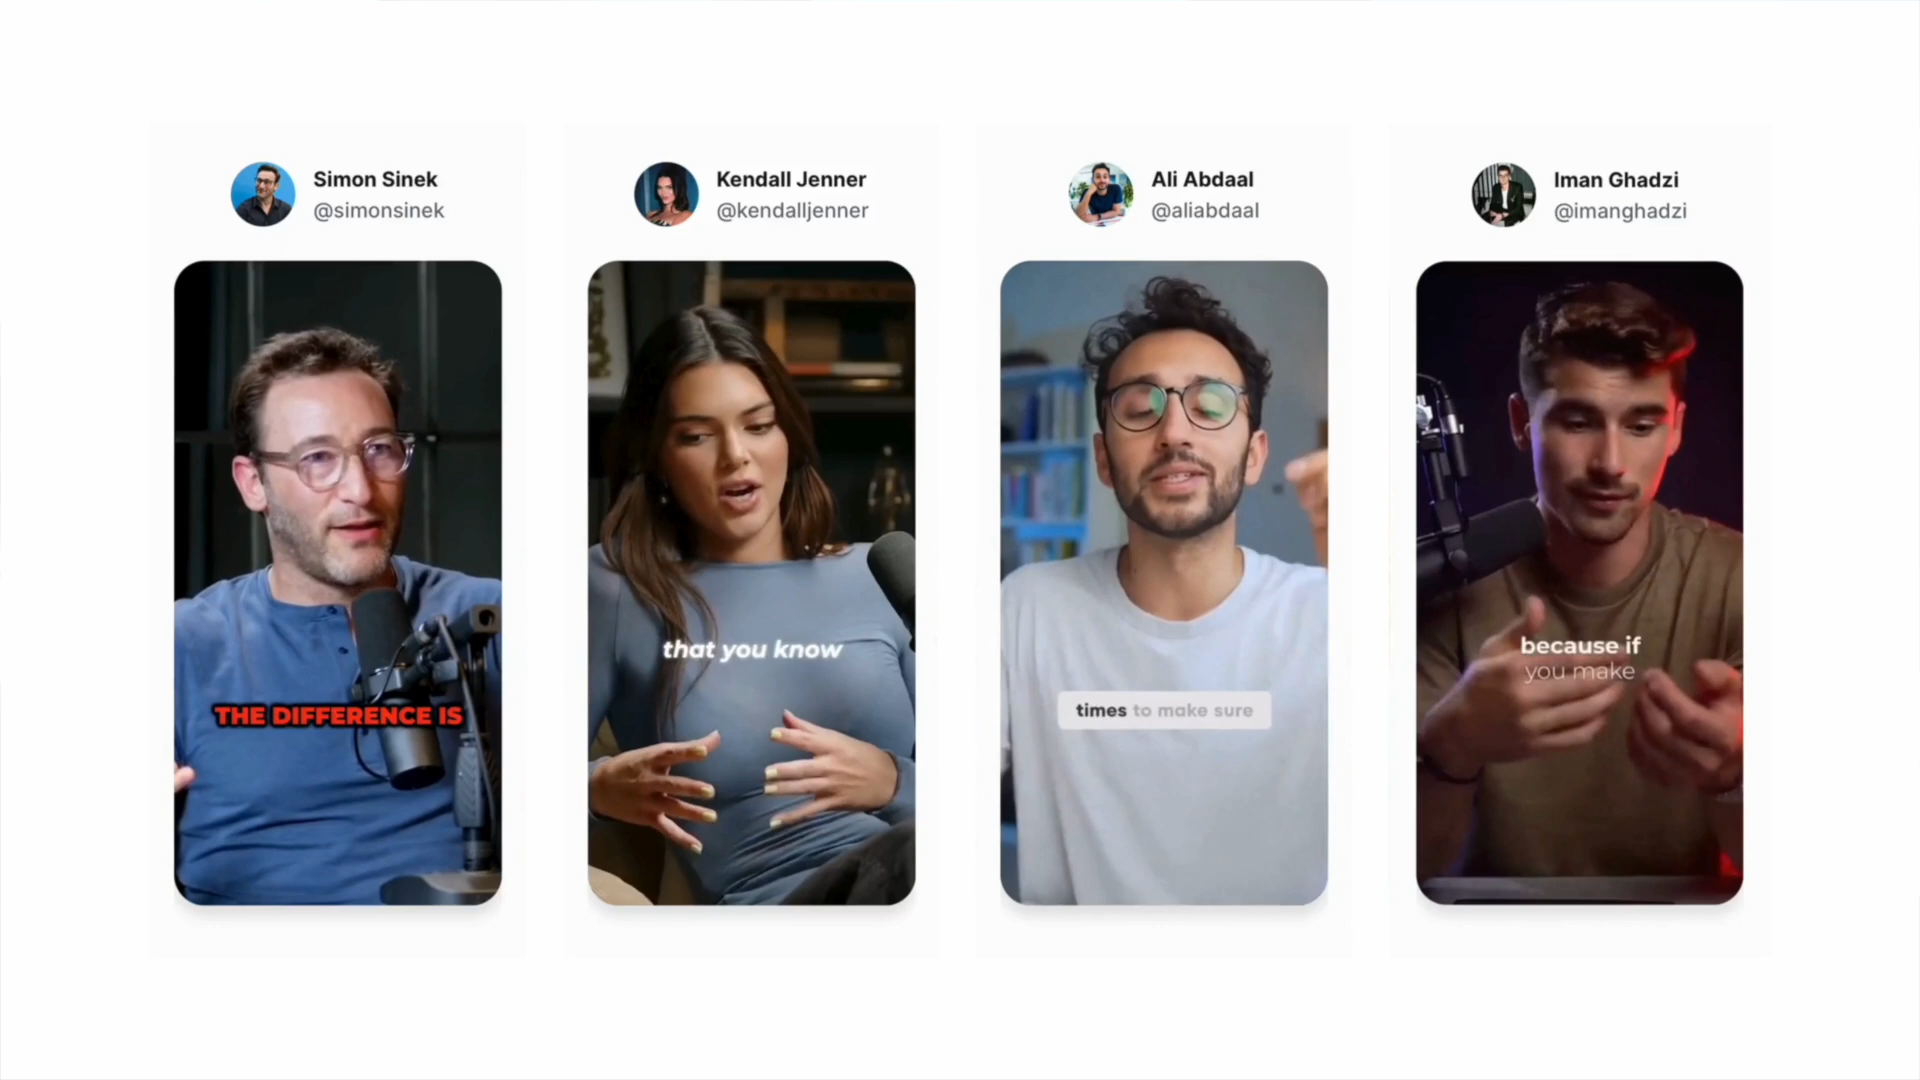 Simon Sinek
@simonsinek
THE DIFFERENCE IS
Kendall Jenner
@kendalljenner
that you know
Ali Abdaal
@aliabdaal
times to make sure
Iman Ghadzi
@imanghadzi
because if
you make